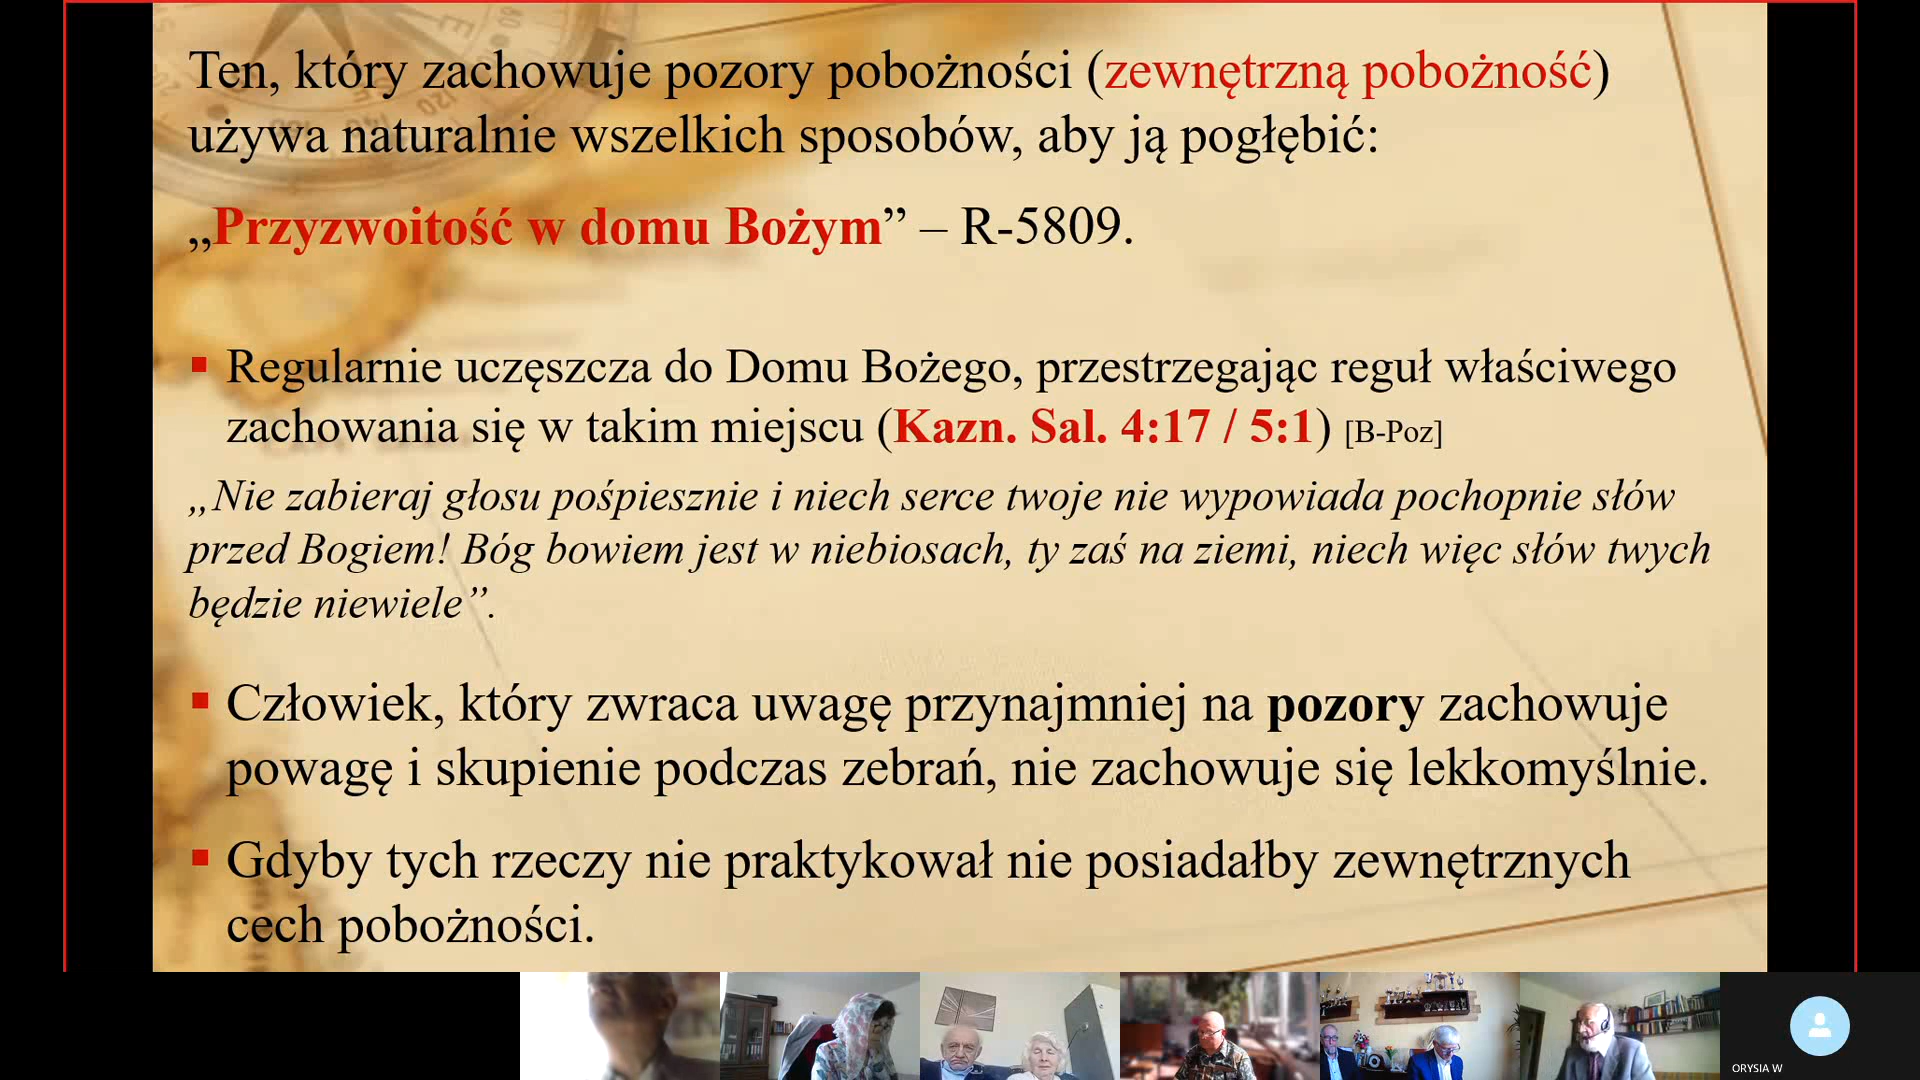 Ten, który zachowuje pozory pobożności (zewnętrzną pobożność)
używa naturalnie wszelkich sposobów, aby ją pogłębić:
„Przyzwoitość w domu Bożym” – R-5809.
▪ Regularnie uczęszcza do Domu Bożego, przestrzegając reguł właściwego
zachowania się w takim miejscu (Kazn. Sal. 4:17 / 5:1) [B-Poz]
„Nie zabieraj głosu pośpiesznie i niech serce twoje nie wypowiada pochopnie słów
przed Bogiem! Bóg bowiem jest w niebiosach, ty zaś na ziemi, niech więc słów twych
będzie niewiele”.
▪ Człowiek, który zwraca uwagę przynajmniej na pozory zachowuje
powagę i skupienie podczas zebrań, nie zachowuje się lekkomyślnie.
▪ Gdyby tych rzeczy nie praktykował nie posiadałby zewnętrznych
cech pobożności.
ORYSIA W